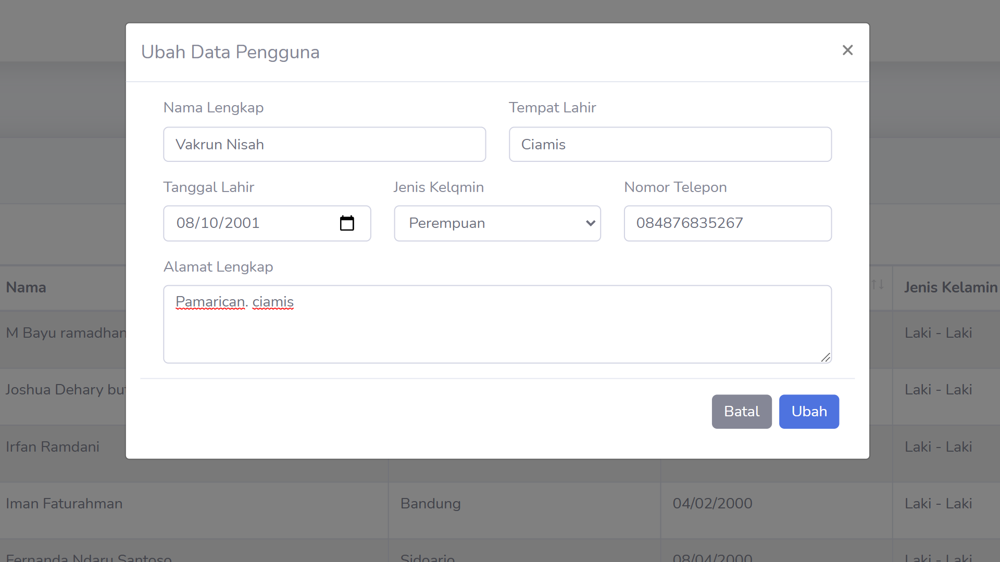 Ubah Data Pengguna
Nama Lengkap
Tempat Lahir
Vakrun Nisah
Ciamis
Tanggal Lahir
Jenis Kelqmin
Nomor Telepon
08/10/2001
Perempuan
084876835267
Alamat Lengkap
Pamarican. ciamis
Batal
Ubah
Nama
Jenis Kelamin
M Bayu ramadhan
Laki - Laki
Joshua Dehary but
Laki - Laki
Irfan Ramdani
Laki - Laki
Iman Faturahman
Bandung
04/02/2000
Laki - Laki
Fernanda Ndaru Santoso
Sidoarjo
08/04/2000
Laki - Laki